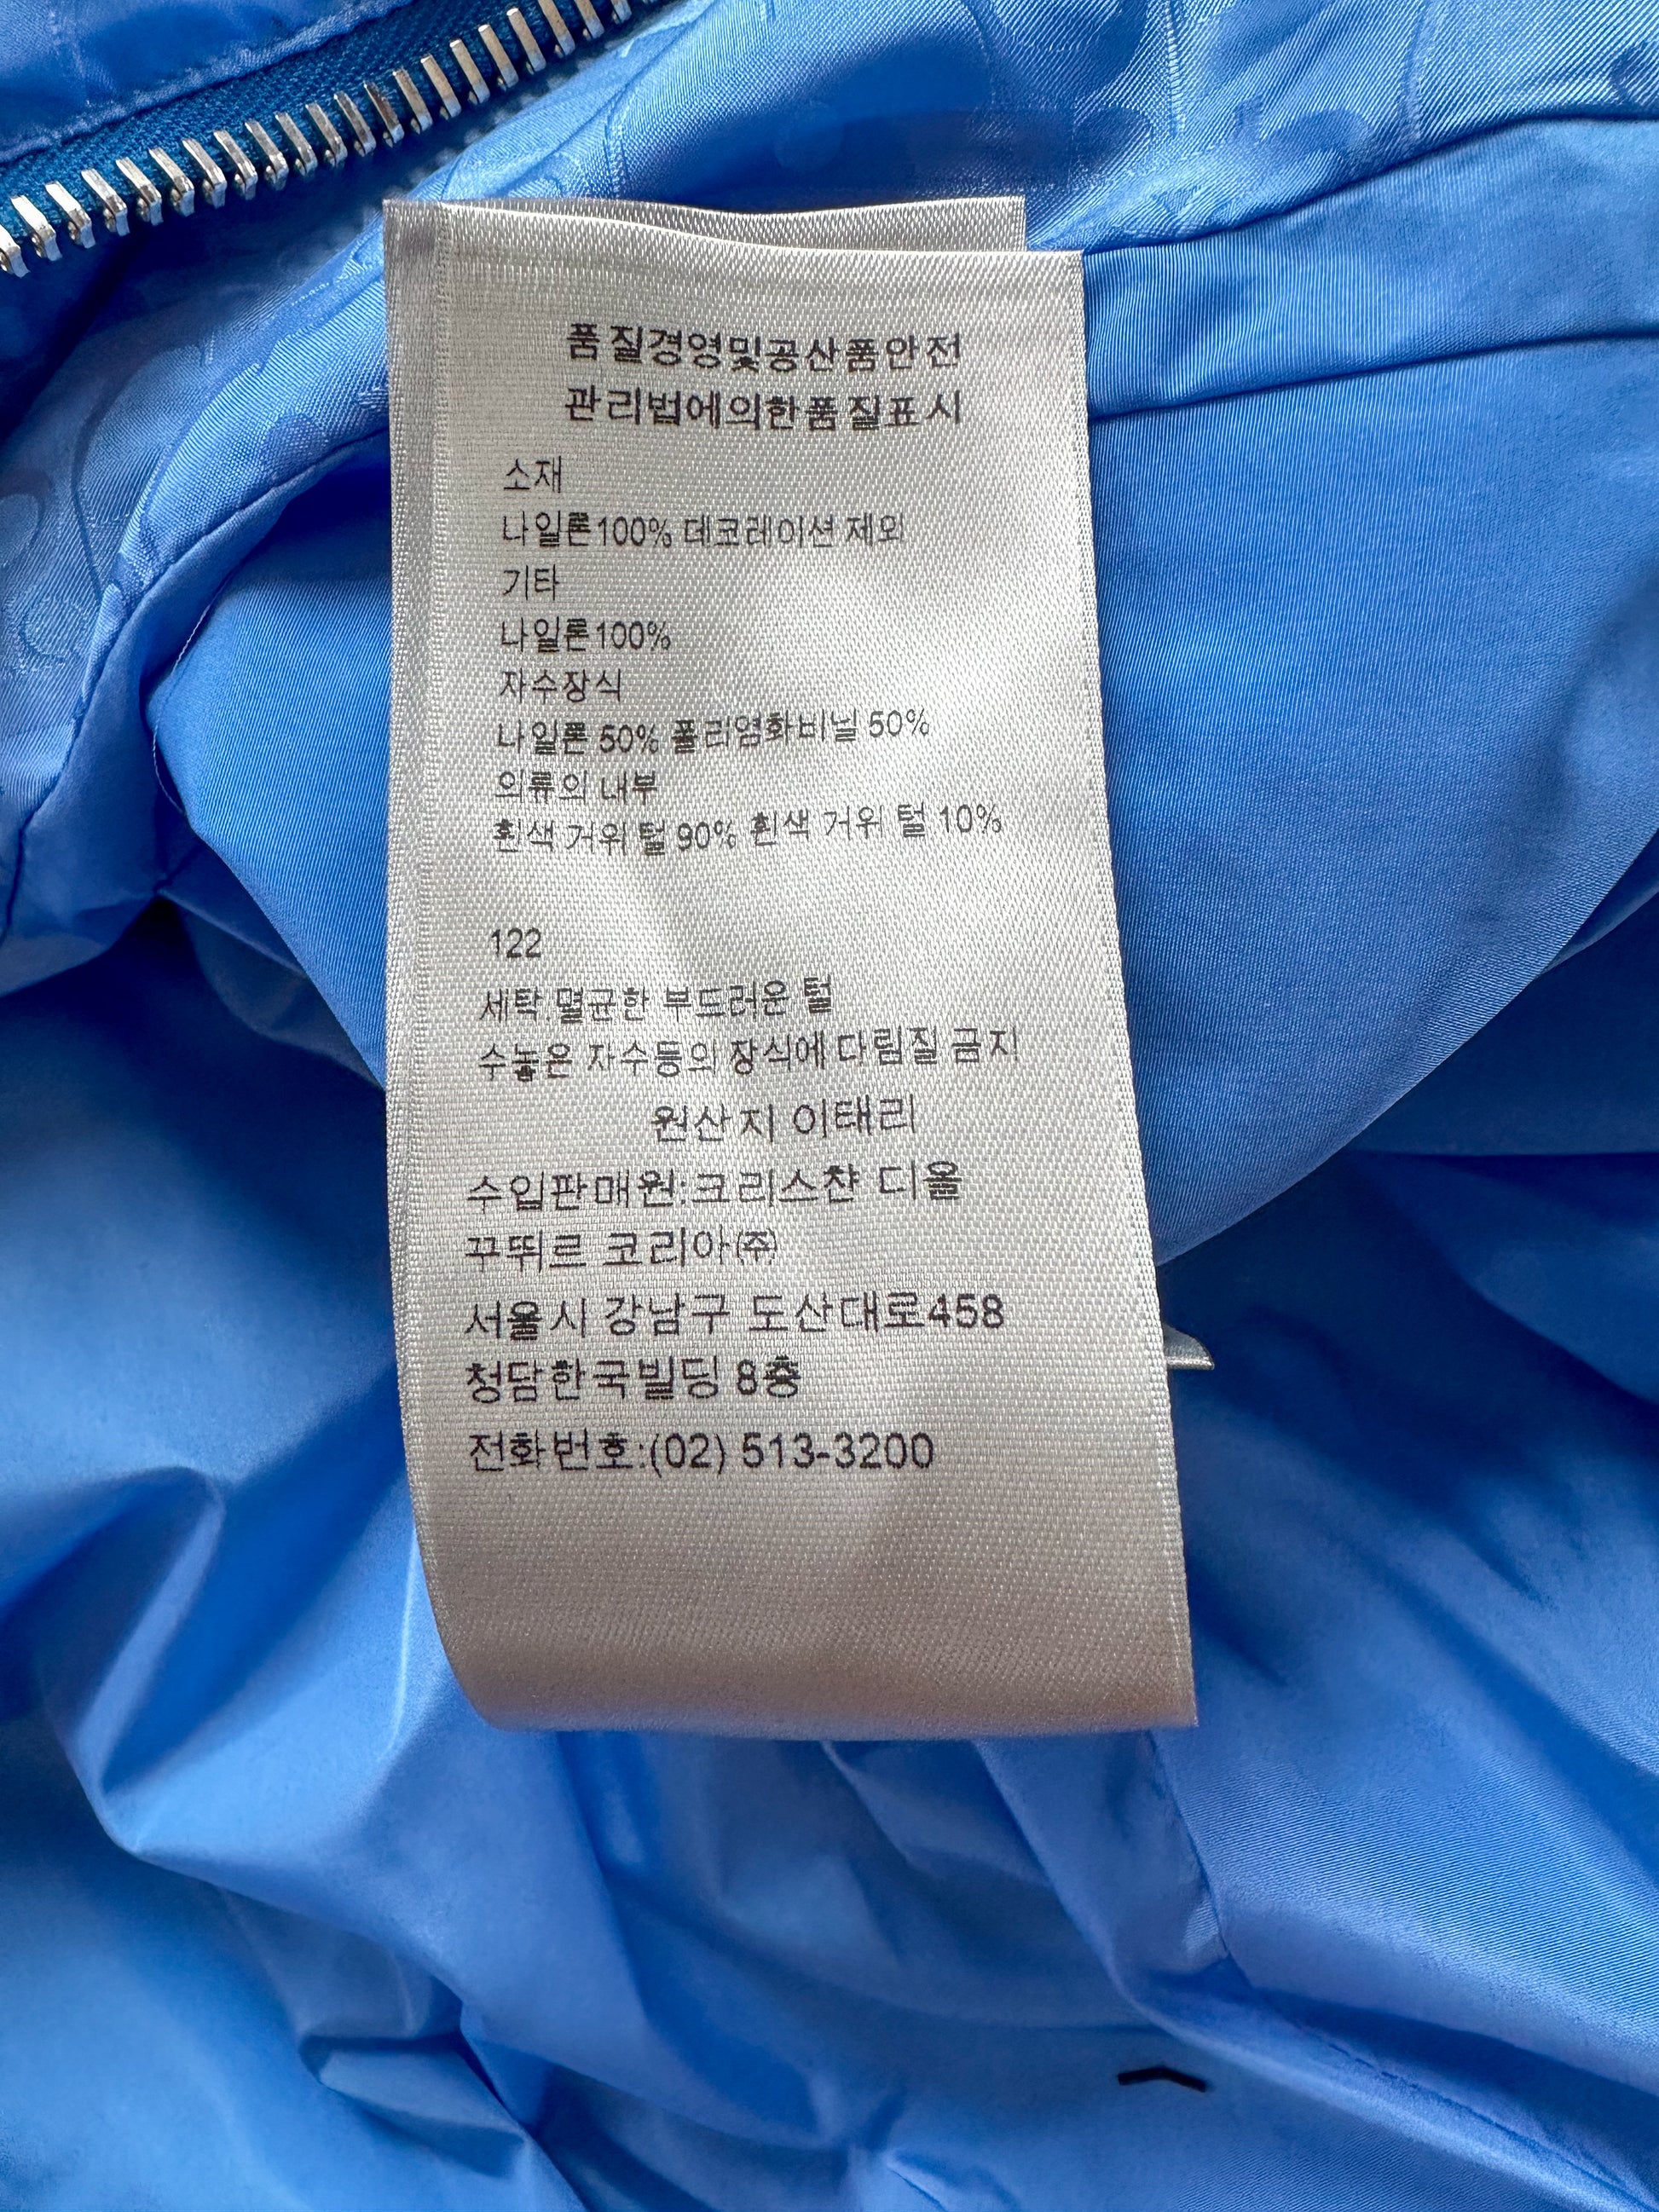 품질경영및공산품안전
관리법에의한품질표시
소재
나일론100% 데코레이션 제외
기타
나일론100%
자수장식
나일론 50% 폴리염화비닐 50%
의류의 내부
흰색 거위 털 90% 흰색 거위 털 10%
122
세탁.멸균한 부드러운 털
수놓은 자수등의 장식에 다림질 금지
원산지 이태리
수입판매원:코리스챤 디올
꾸뛰르 코리아㈜
서울시 강남구 도산대로458
청담한국빌딩 8층
전화번호:(02) 513-3200